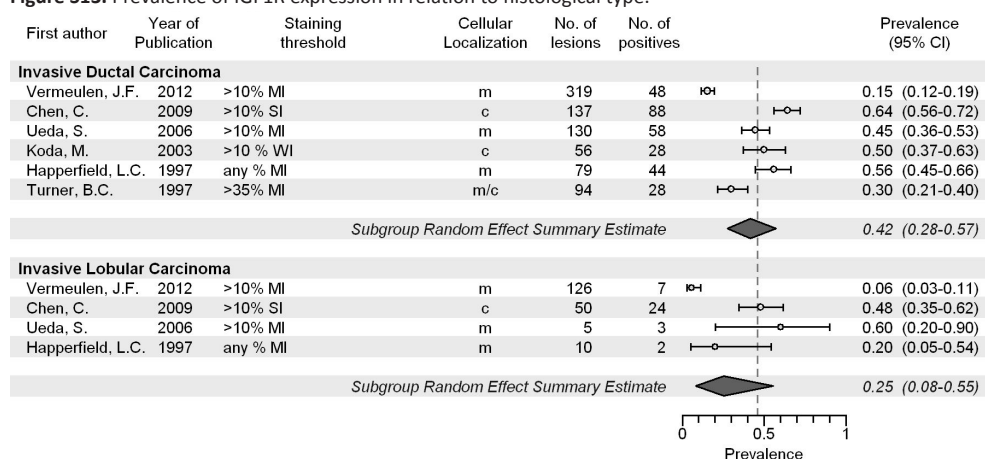 Figure S13. Prevalence of IGF1R expression in relation to histological type.
First author Year of Publication Staining threshold Cellular Localization No. of lesions No. of positives Prevalence (95% CI)
Invasive Ductal Carcinoma
Vermeulen, J.F. 2012 >10% MI m 319 48 0.15 (0.12-0.19)
Chen, C. 2009 >10% SI c 137 88 0.64 (0.56-0.72)
Ueda, S. 2006 >10% MI m 130 58 0.45 (0.36-0.53)
Koda, M. 2003 >10 % WI c 56 28 0.50 (0.37-0.63)
Happerfield, L.C. 1997 any % MI m 79 44 0.56 (0.45-0.66)
Turner, B.C. 1997 >35% MI m/c 94 28 0.30 (0.21-0.40)
Subgroup Random Effect Summary Estimate 0.42 (0.28-0.57)
Invasive Lobular Carcinoma
Vermeulen, J.F. 2012 >10% MI m 126 7 0.06 (0.03-0.11)
Chen, C. 2009 >10% SI c 50 24 0.48 (0.35-0.62)
Ueda, S. 2006 >10% MI m 5 3 0.60 (0.20-0.90)
Happerfield, L.C. 1997 any % MI m 10 2 0.20 (0.05-0.54)
Subgroup Random Effect Summary Estimate 0.25 (0.08-0.55)
0 0.5 1
Prevalence